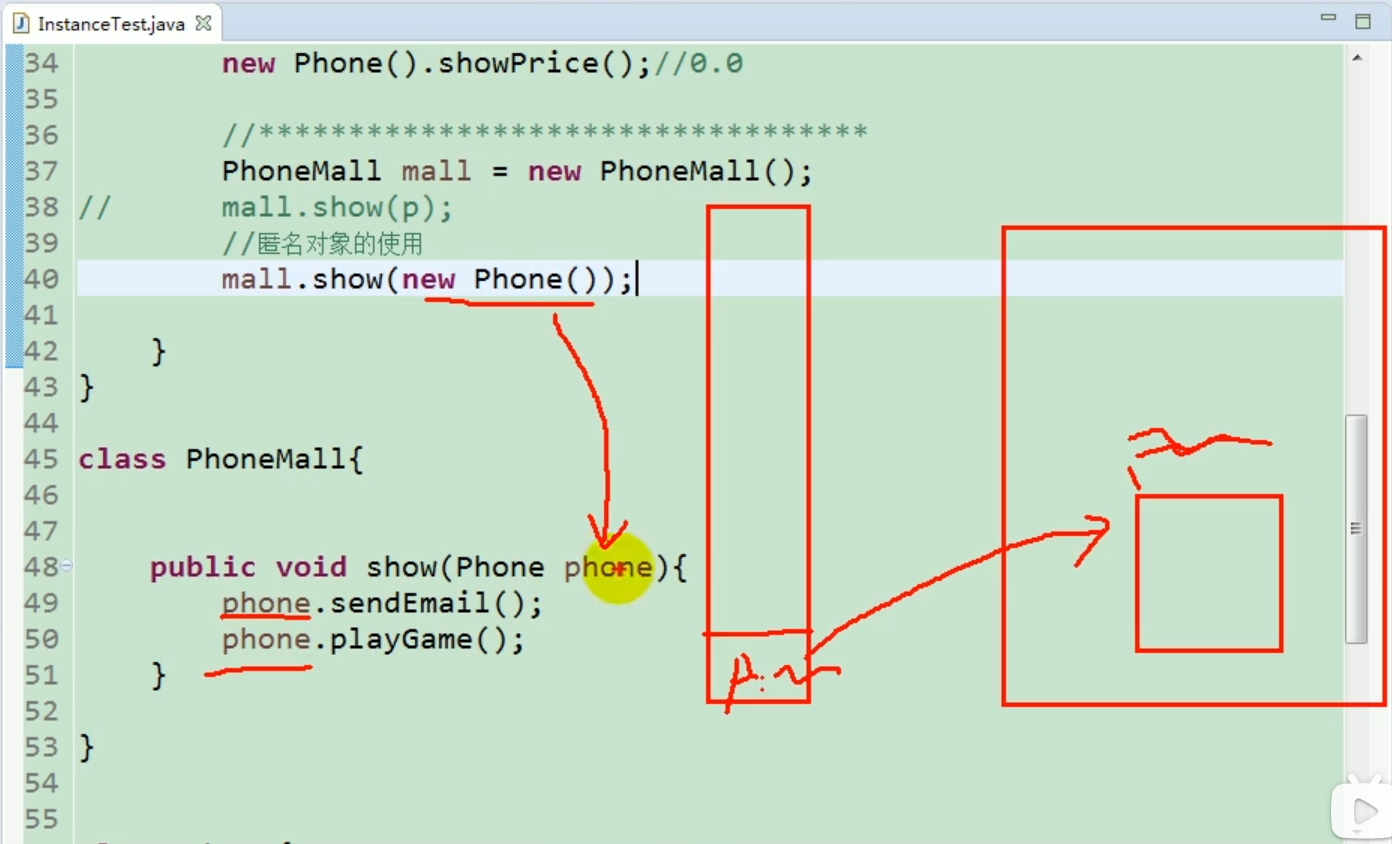 InstanceTest.java
34 new Phone().showPrice();//0.0
35
36 //**********************************
37 PhoneMall mall = new PhoneMall();
38 // mall.show(p);
39 //匿名对象的使用
40 mall.show(new Phone());
41
42 }
43 }
44
45 class PhoneMall{
46
47
48 public void show(Phone phone){
49 phone.sendEmail();
50 phone.playGame();
51 }
52
53 }
54
55